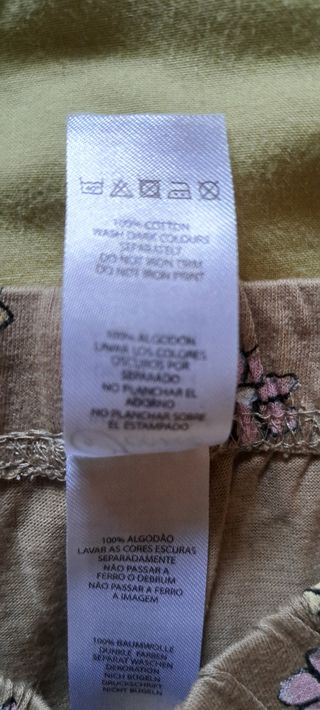 100% COTTON
WASH DARK COLOURS
SEPARATELY
DO NOT IRON TRIM
DO NOT IRON PRINT
100% ALGODÓN
LAVAR LOS COLORES
OSCUROS POR
SEPARADO
NO PLANCHAR EL
ADORNO
NO PLANCHAR SOBRE
EL ESTAMPADO
100% ALGODÃO
LAVAR AS CORES ESCURAS
SEPARADAMENTE
NÃO PASSAR A
FERRO O DEBRUM
NÃO PASSAR A FERRO
A IMAGEM
100% BAUMWOLLE
DUNKLE FARBEN
SEPARAT WASCHEN
DEKORATION
NICH BÜGELN
DRUCKSCHRIFT
NICHT BÜGELN